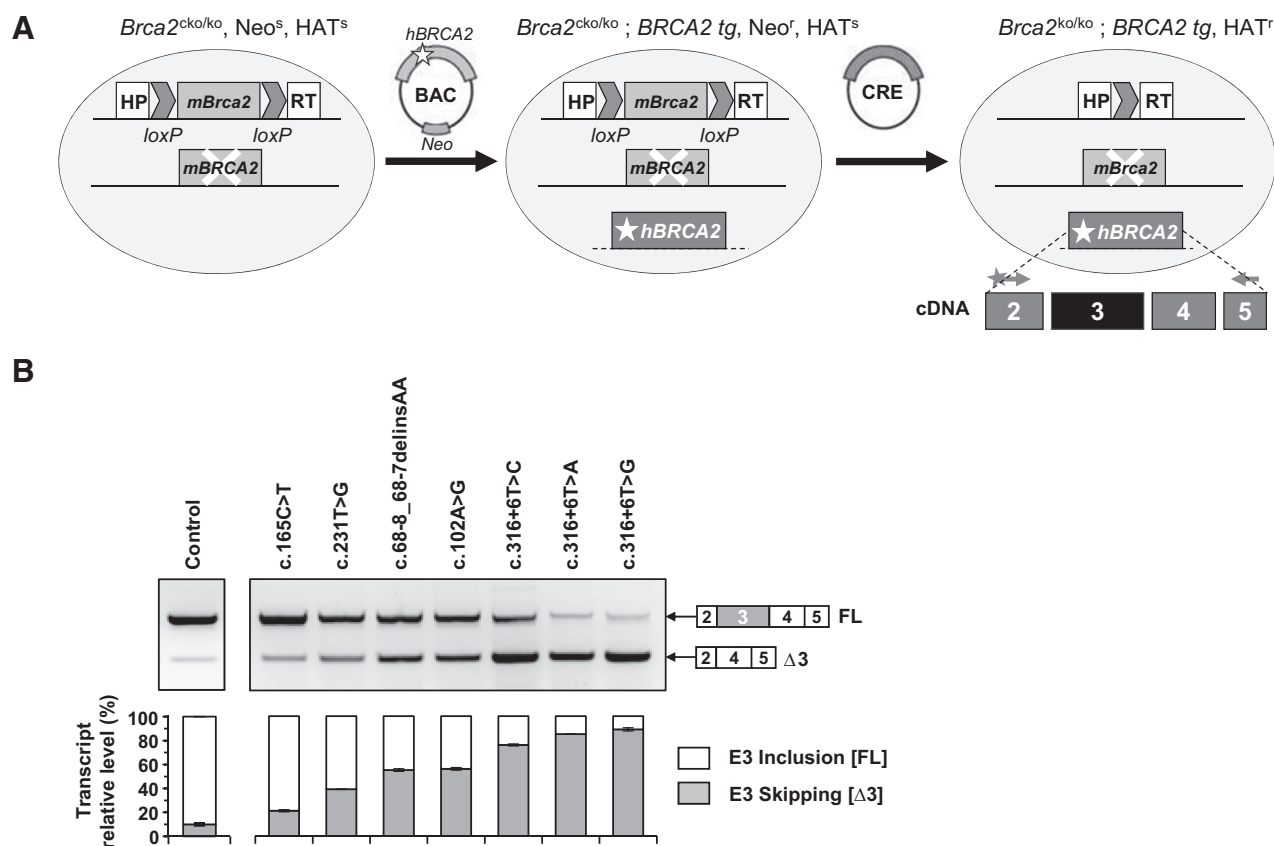 A
Brca2cko/ko, Neos, HATs
hBRCA2
Brca2cko/ko ; BRCA2 tg, Neor, HATs
Brca2ko/ko ; BRCA2 tg, HATr
HP mBrca2 RT
loxP loxP
mBRCA2
BAC
Neo
HP mBrca2 RT
loxP loxP
mBRCA2
hBRCA2
CRE
HP RT
mBrca2
hBRCA2
cDNA 2 3 4 5
B
Control
c.165C>T
c.231T>G
c.68-8_68-7delinsAA
c.102A>G
c.316+6T>C
c.316+6T>A
c.316+6T>G
2 3 4 5 FL
2 4 5 Δ3
Transcript
relative level (%)
100
80
60
40
20
0
E3 Inclusion [FL]
E3 Skipping [Δ3]